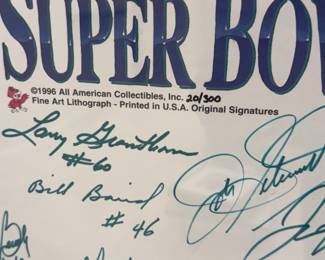 SUPER BOW
©1996 All American Collectibles, Inc. 20/300
Fine Art Lithograph - Printed in U.S.A. Original Signatures
Larry Grantham
#60
Bill Baird
#46